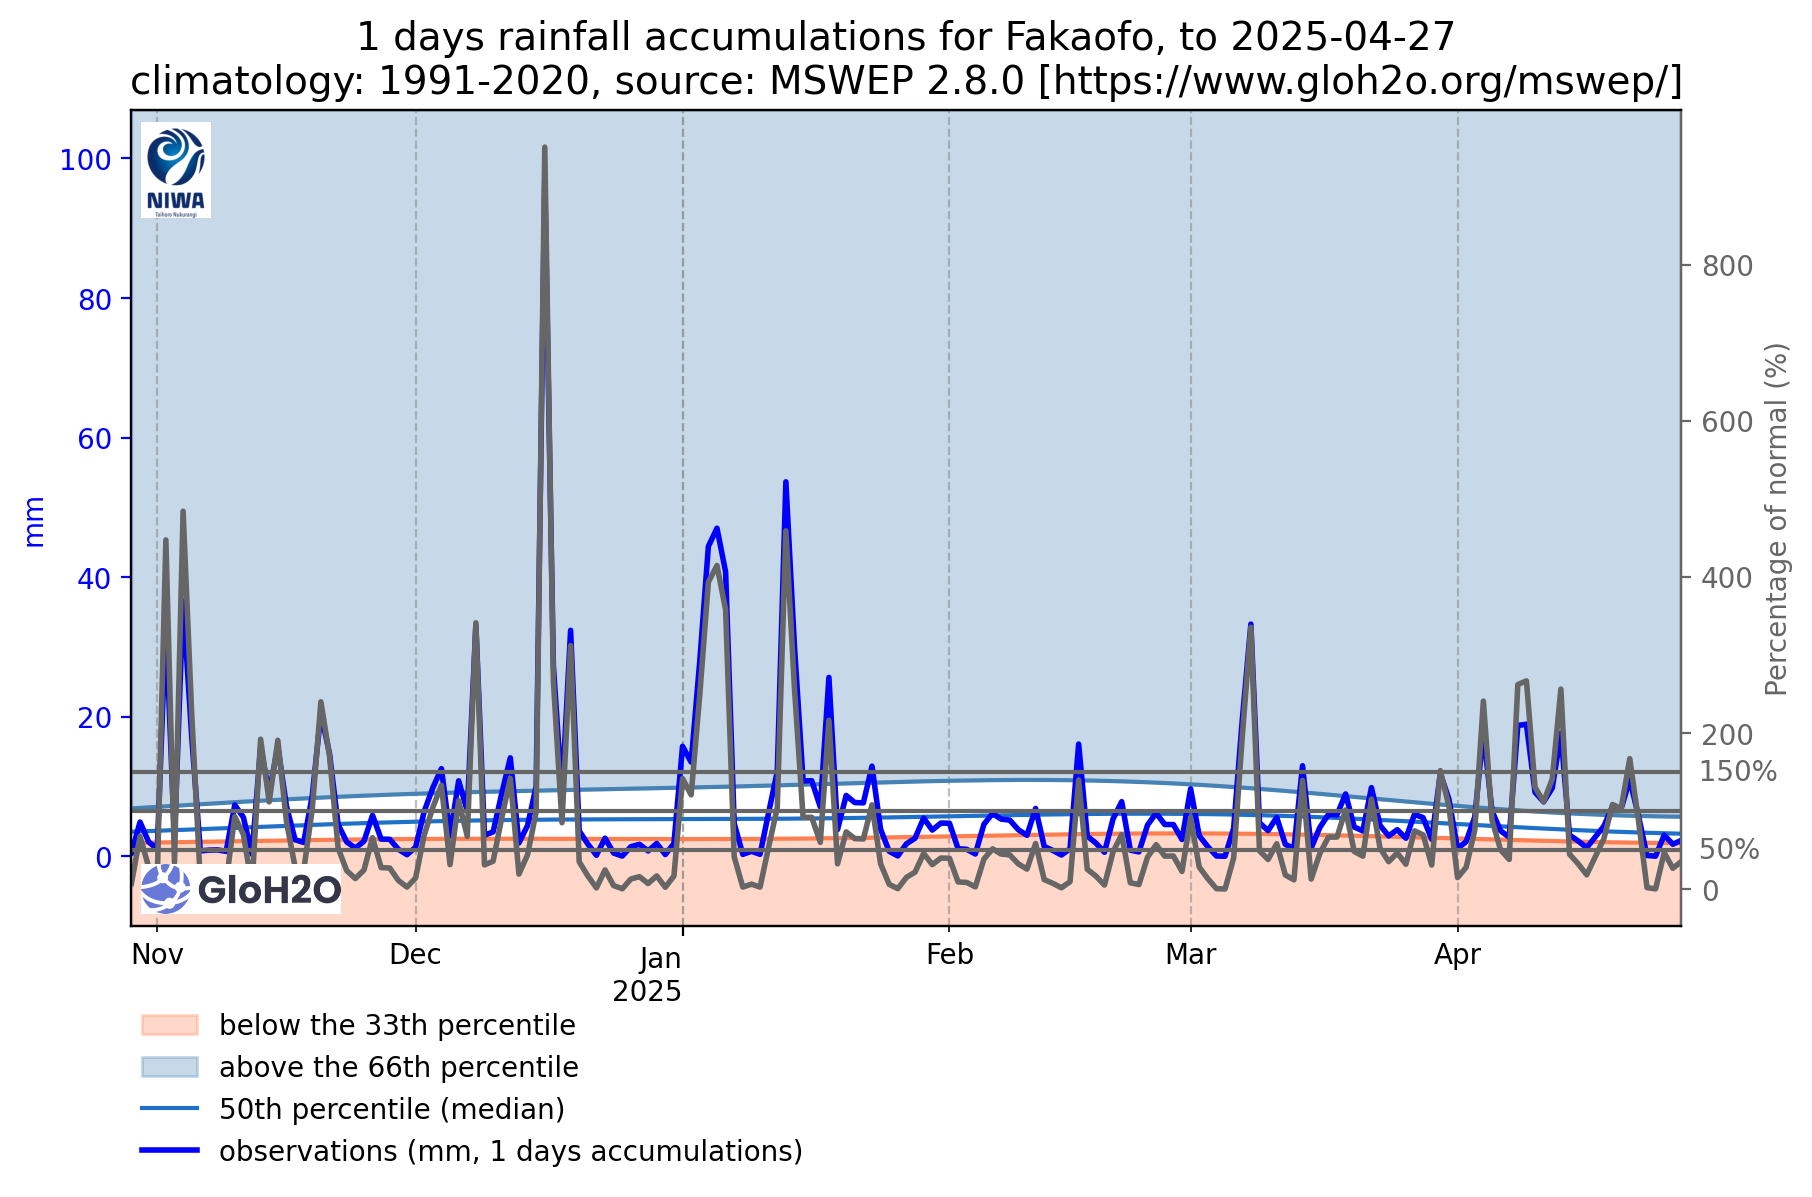 1 days rainfall accumulations for Fakaofo, to 2025-04-27
climatology: 1991-2020, source: MSWEP 2.8.0 [https://www.gloh2o.org/mswep/]
NIWA
Taihoro Nukurangi
100
80
60
40
20
0
mm
800
600
400
200
150%
50%
0
Percentage of normal (%)
GloH2O
Nov
Dec
Jan
2025
Feb
Mar
Apr
below the 33th percentile
above the 66th percentile
50th percentile (median)
observations (mm, 1 days accumulations)